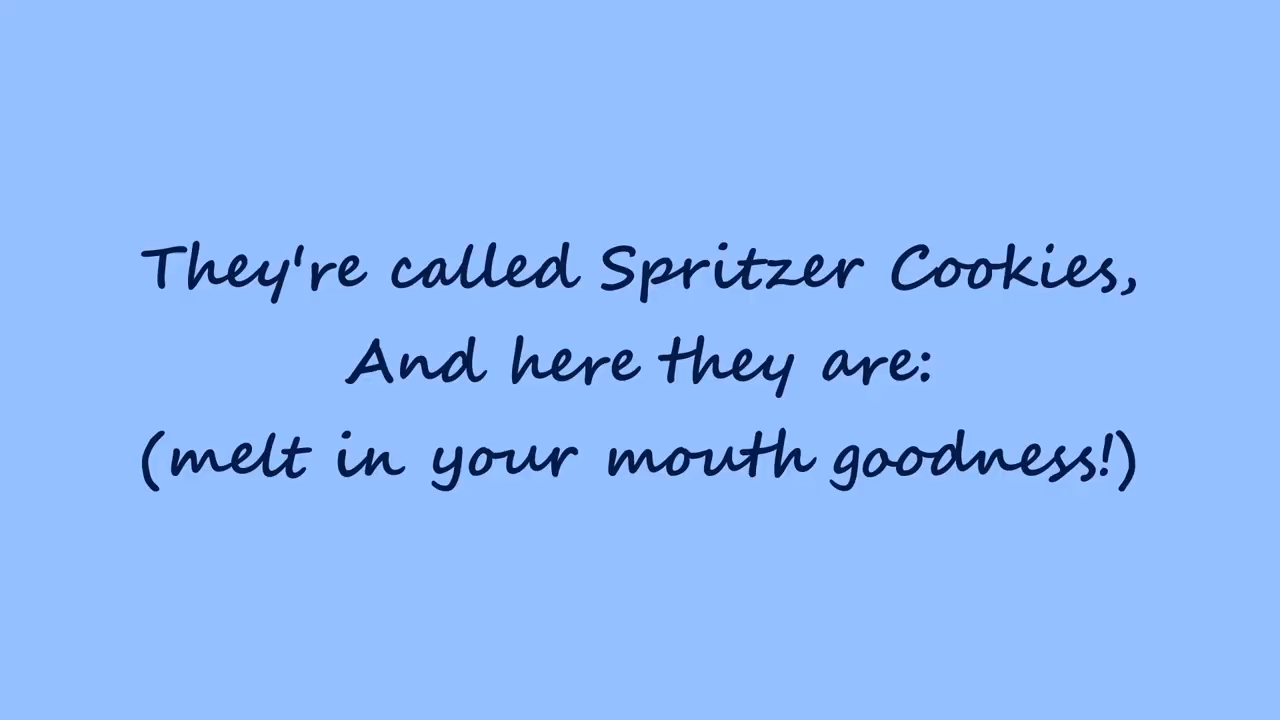 They're called Spritzer Cookies,
And here they are:
(melt in your mouth goodness!)